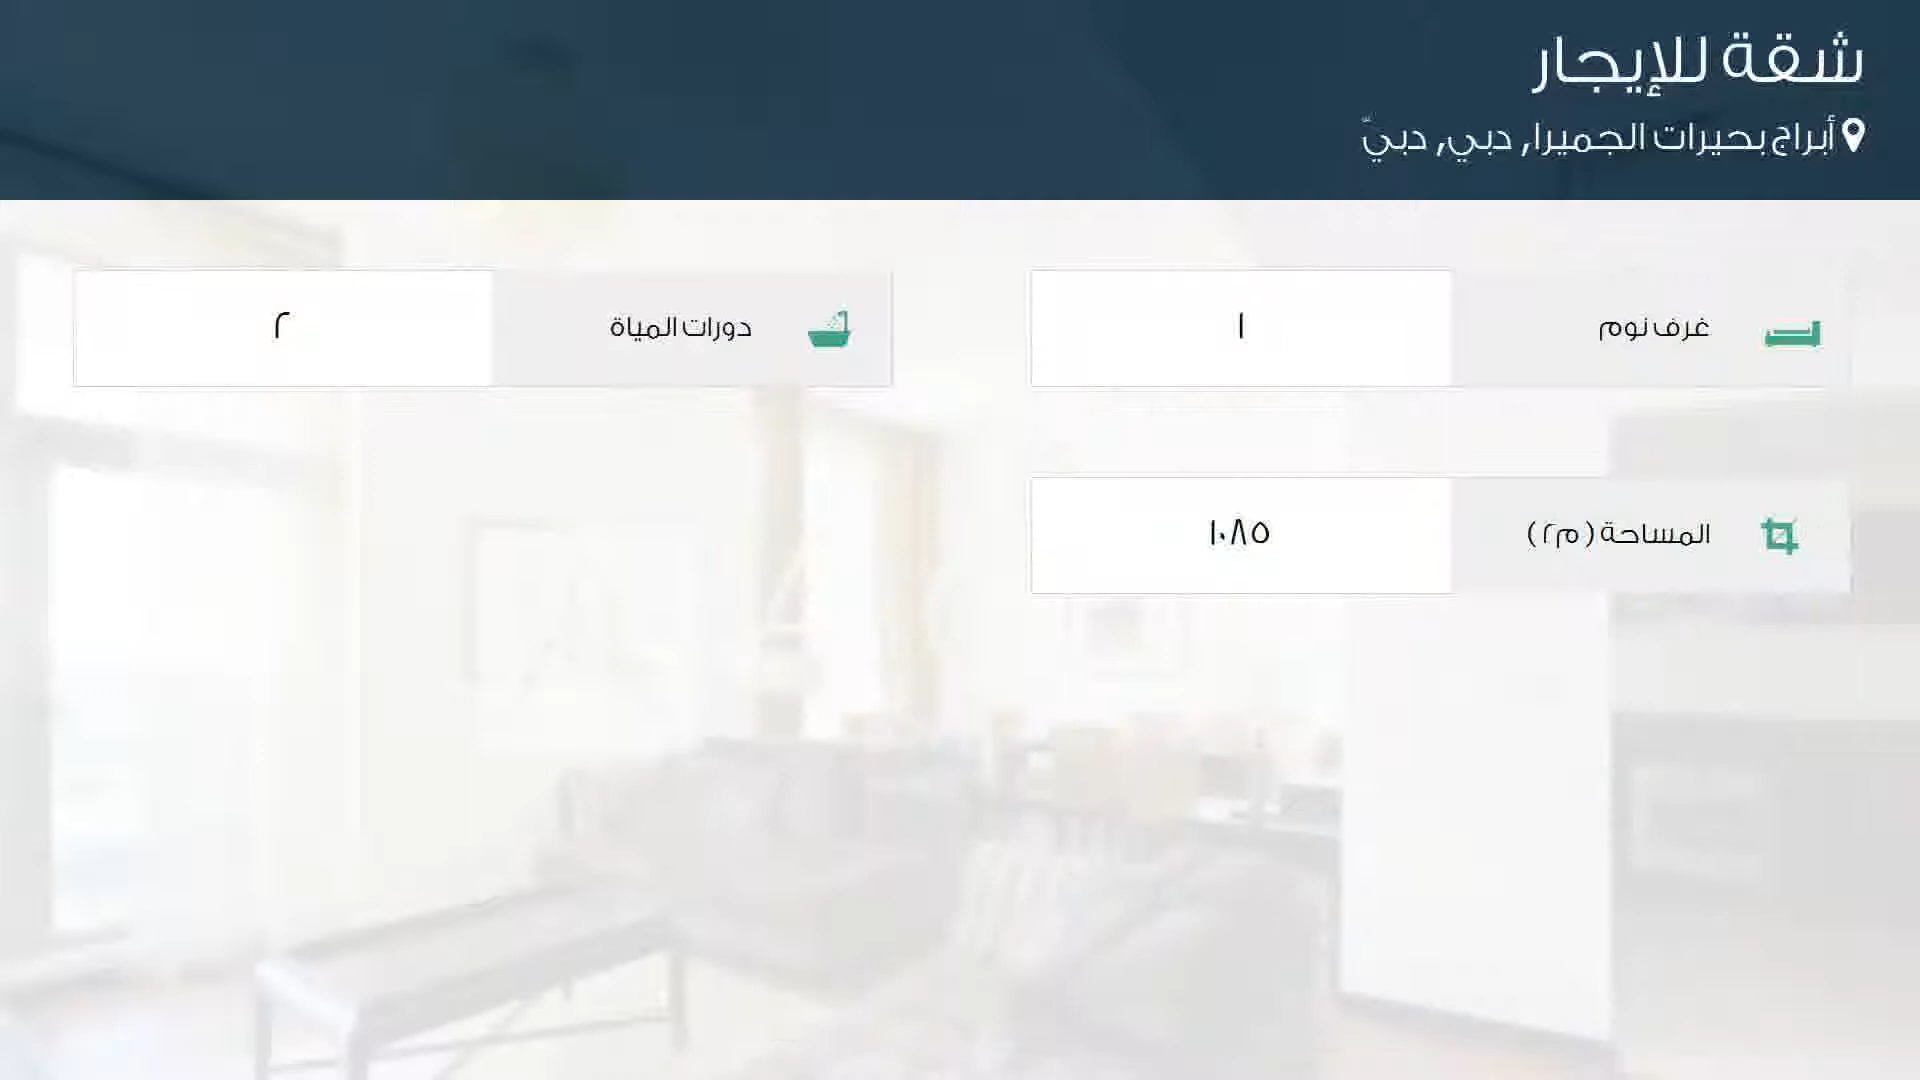 شقة للإيجار
أبراج بحيرات الجميرا, دبي, دبيّ
غرف نوم
١
دورات المياة
٢
المساحة (م٢)
١٠٨٥